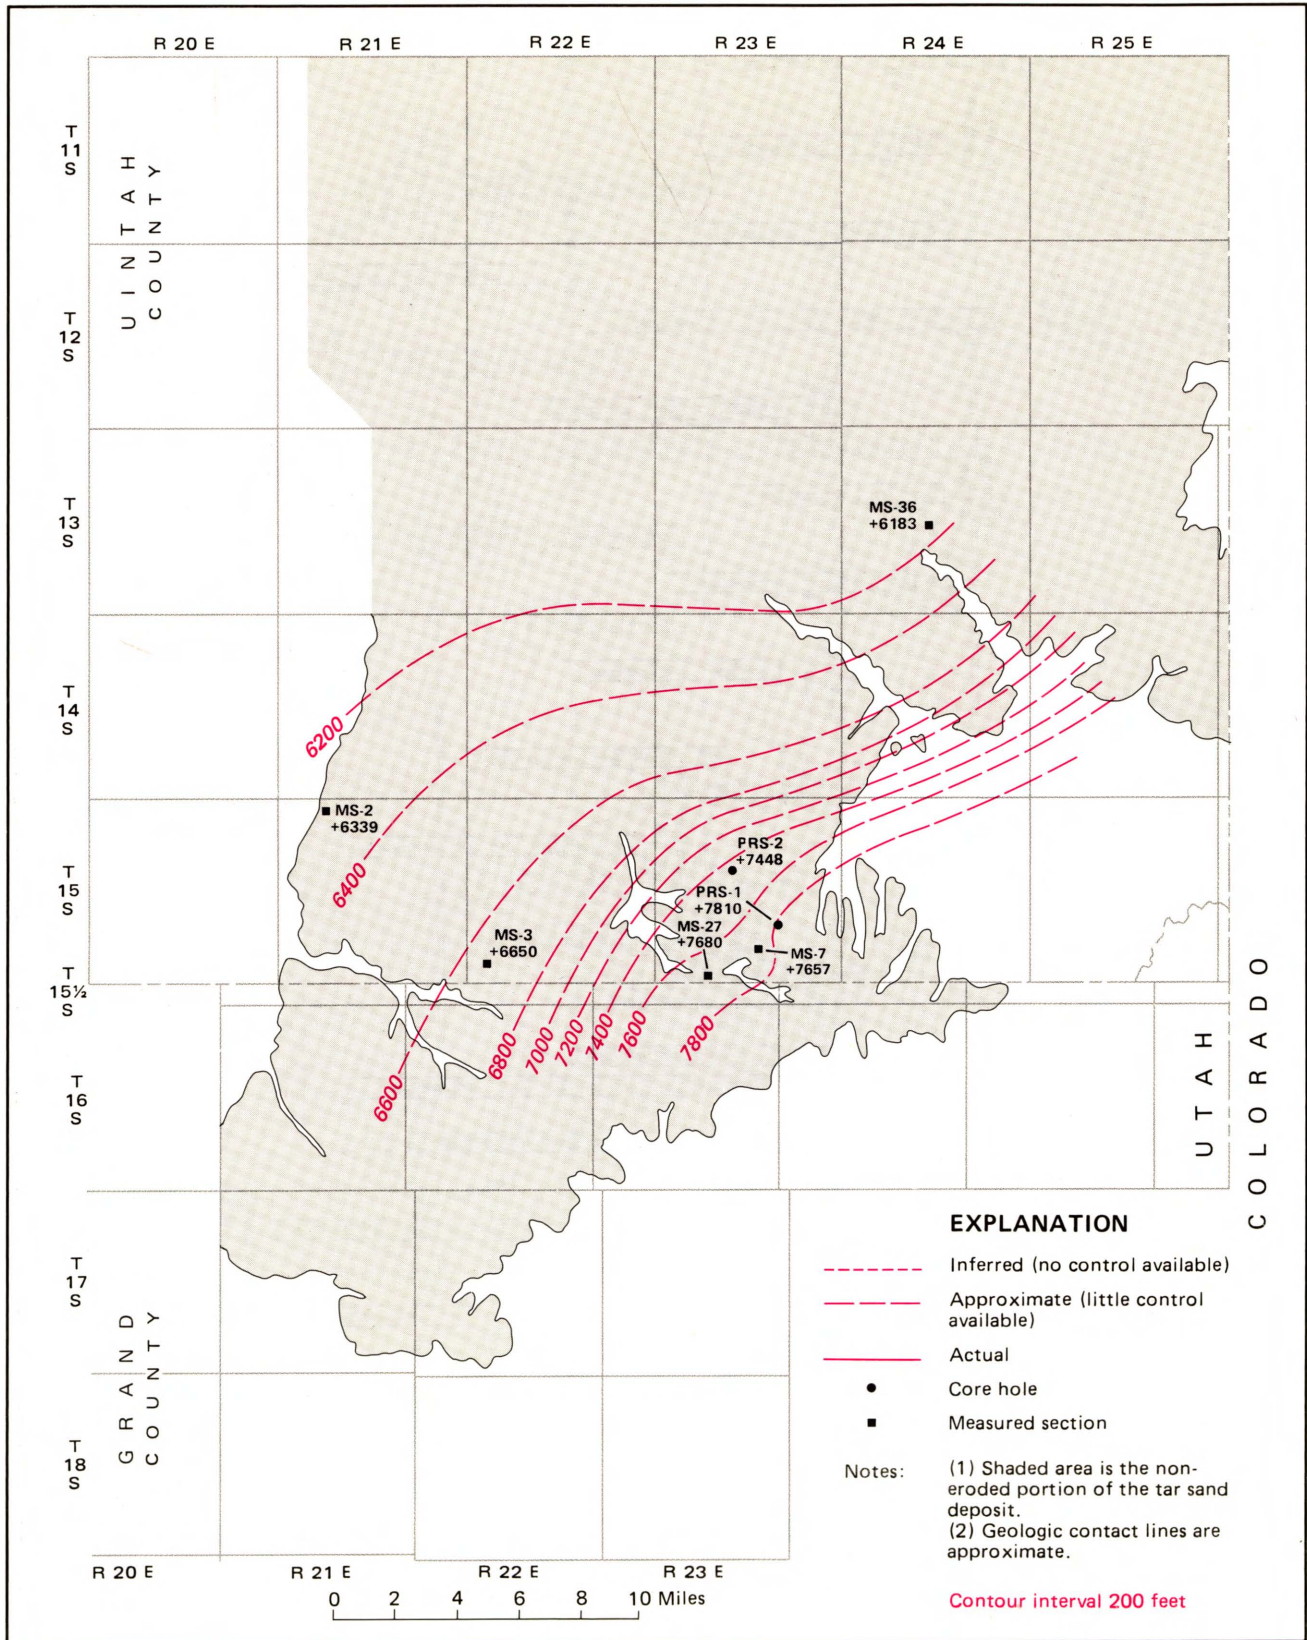 R 20 E R 21 E R 22 E R 23 E R 24 E R 25 E
T
11
S
UINTAH
COUNTY
T
12
S
T
13
S
MS-36
+6183
T
14
S
6200
MS-2
+6339
6400
T
15
S
PRS-2
+7448
PRS-1
+7810
MS-27
+7680
MS-7
+7657
MS-3
+6650
T
15½
S
6600
6800
7000
7200
7400
7600
7800
UTAH
COLORADO
T
16
S
T
17
S
GRAND
COUNTY
T
18
S
EXPLANATION
Inferred (no control available)
Approximate (little control
available)
Actual
Core hole
Measured section
Notes: (1) Shaded area is the non-
eroded portion of the tar sand
deposit.
(2) Geologic contact lines are
approximate.
Contour interval 200 feet
R 20 E R 21 E R 22 E R 23 E
0 2 4 6 8 10 Miles